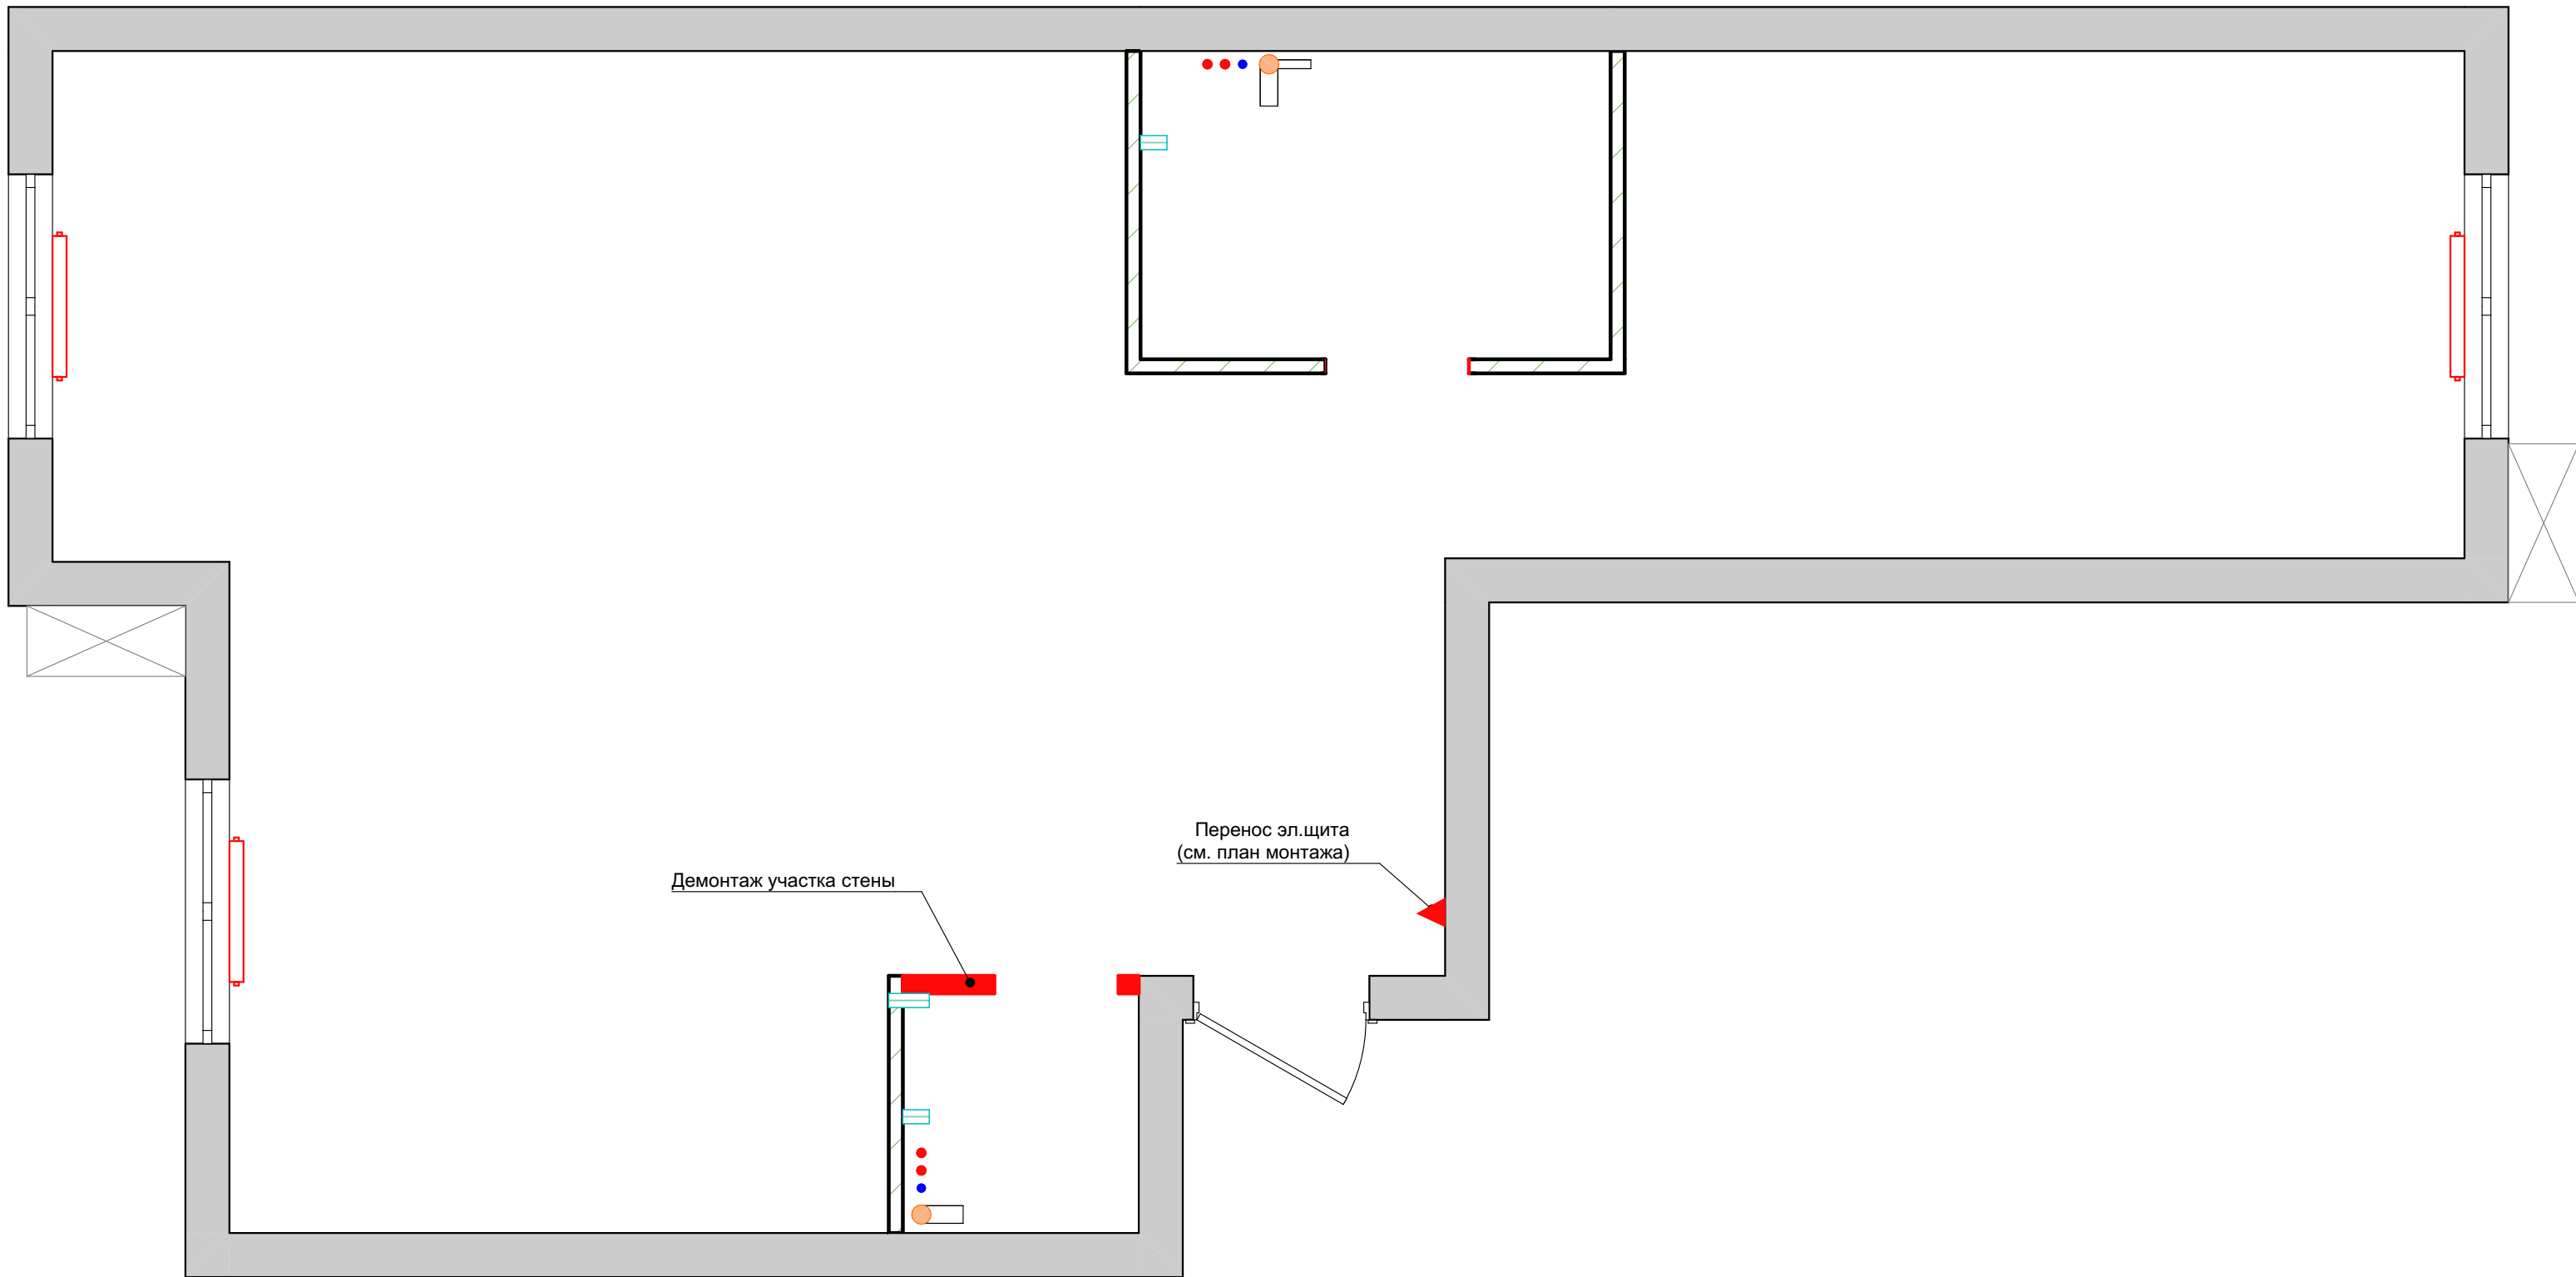 Перенос эл.щита
(см. план монтажа)
Демонтаж участка стены